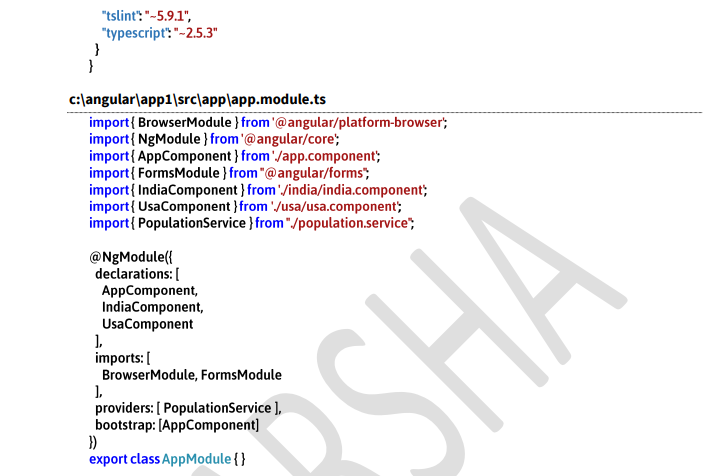 "tslint": "~5.9.1",
"typescript": "~2.5.3"
}
}
c:\angular\app1\src\app\app.module.ts
import { BrowserModule } from '@angular/platform-browser';
import { NgModule } from '@angular/core';
import { AppComponent } from './app.component';
import { FormsModule } from "@angular/forms";
import { IndiaComponent } from './india/india.component';
import { UsaComponent } from './usa/usa.component';
import { PopulationService } from "./population.service";
@NgModule({
declarations: [
AppComponent,
IndiaComponent,
UsaComponent
],
imports: [
BrowserModule, FormsModule
],
providers: [ PopulationService ],
bootstrap: [AppComponent]
})
export class AppModule { }
ARSHA